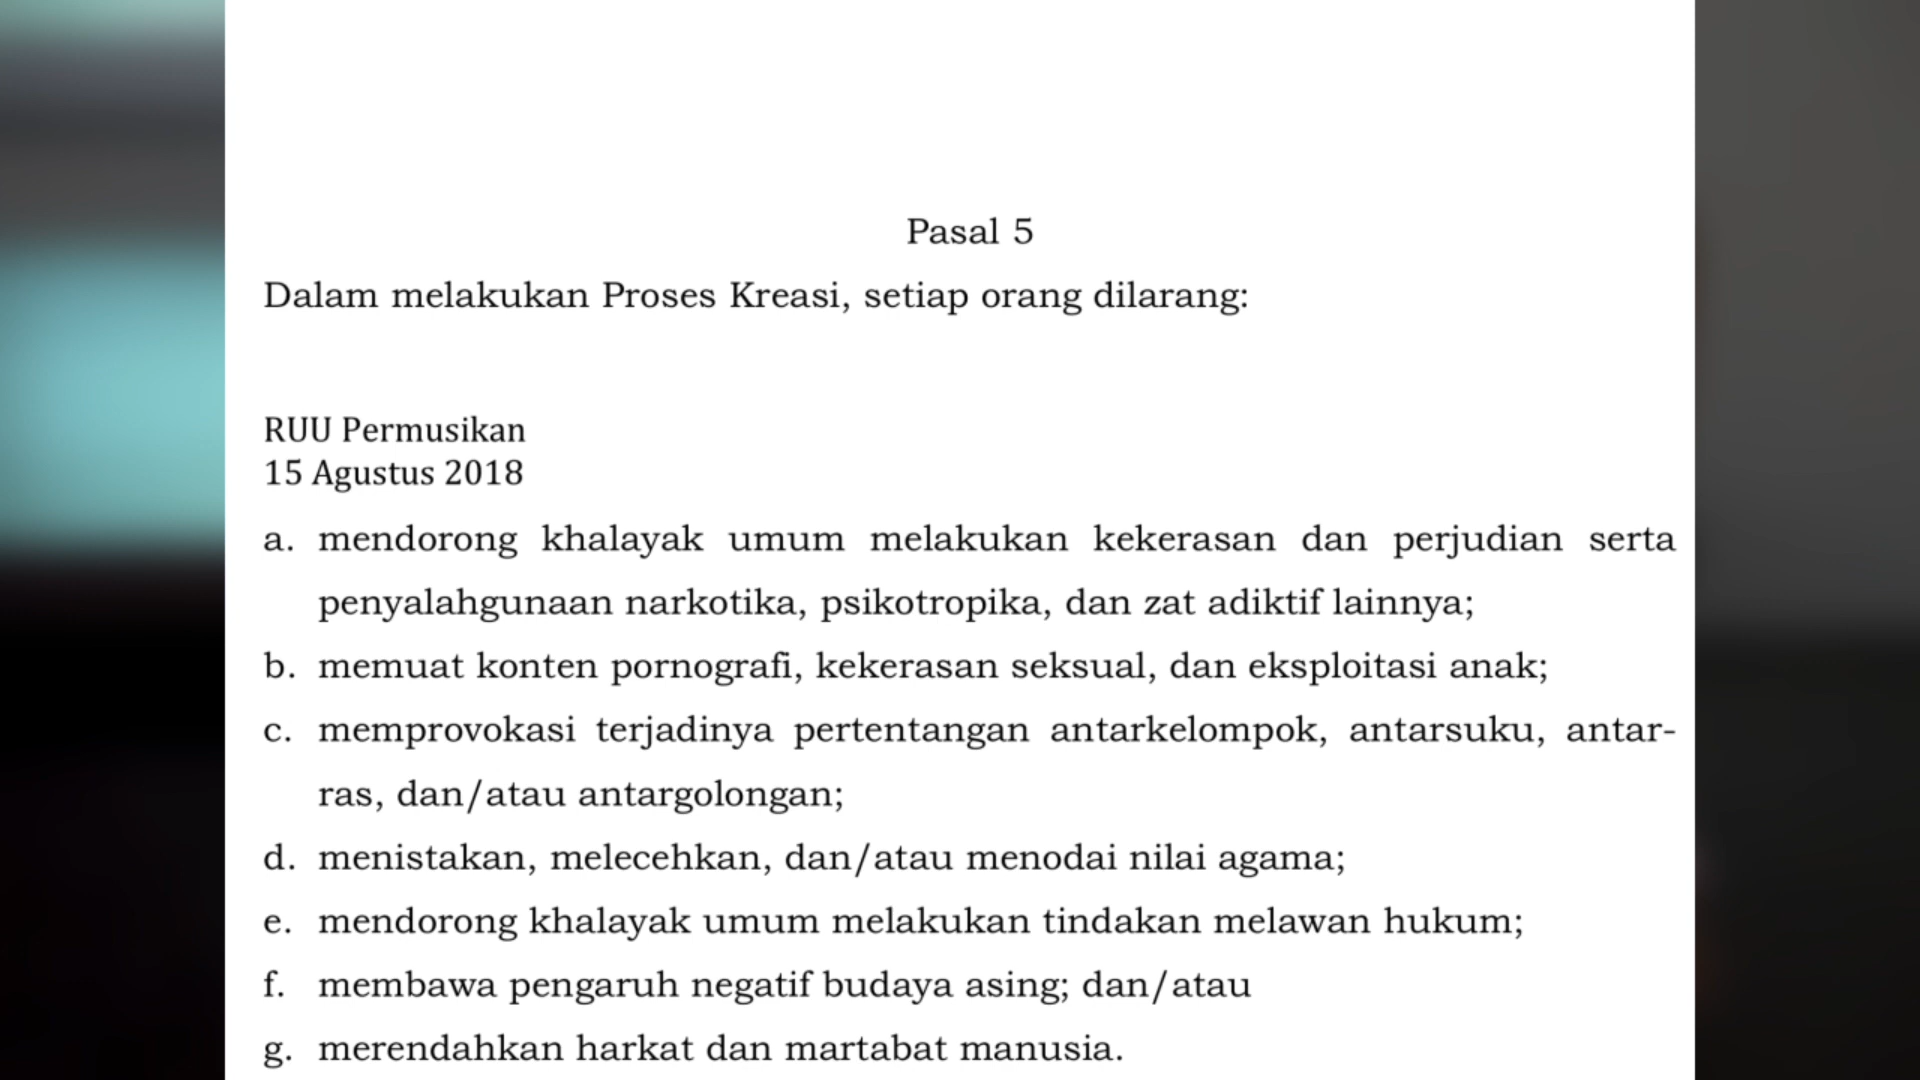 Pasal 5
Dalam melakukan Proses Kreasi, setiap orang dilarang:
RUU Permusikan
15 Agustus 2018
a. mendorong khalayak umum melakukan kekerasan dan perjudian serta
penyalahgunaan narkotika, psikotropika, dan zat adiktif lainnya;
b. memuat konten pornografi, kekerasan seksual, dan eksploitasi anak;
c. memprovokasi terjadinya pertentangan antarkelompok, antarsuku, antar-
ras, dan/atau antargolongan;
d. menistakan, melecehkan, dan/atau menodai nilai agama;
e. mendorong khalayak umum melakukan tindakan melawan hukum;
f. membawa pengaruh negatif budaya asing; dan/atau
g. merendahkan harkat dan martabat manusia.